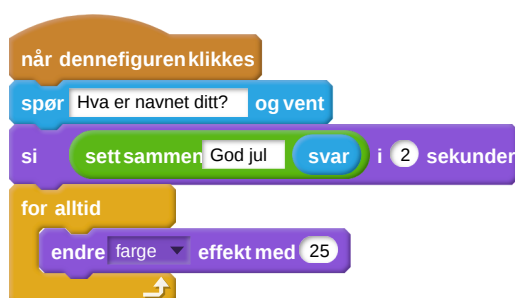 når dennefiguren klikkes
spør Hva er navnet ditt? og vent
si sett sammen God jul svar i 2 sekunder
for alltid
endre farge effekt med 25